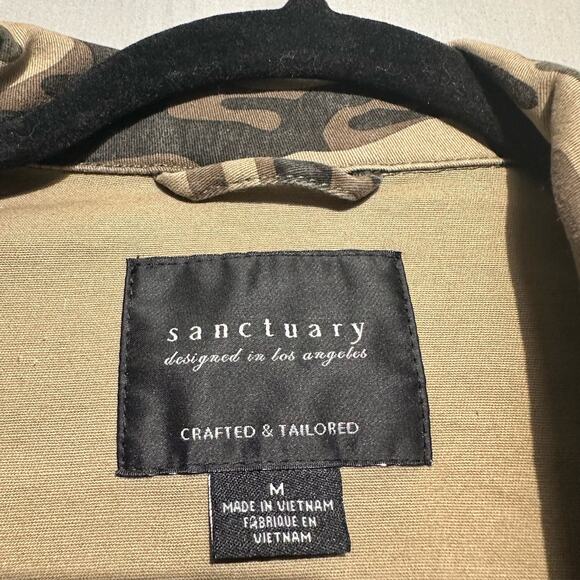 sanctuary
designed in los angeles
CRAFTED & TAILORED
M
MADE IN VIETNAM
FABRIQUE EN
VIETNAM